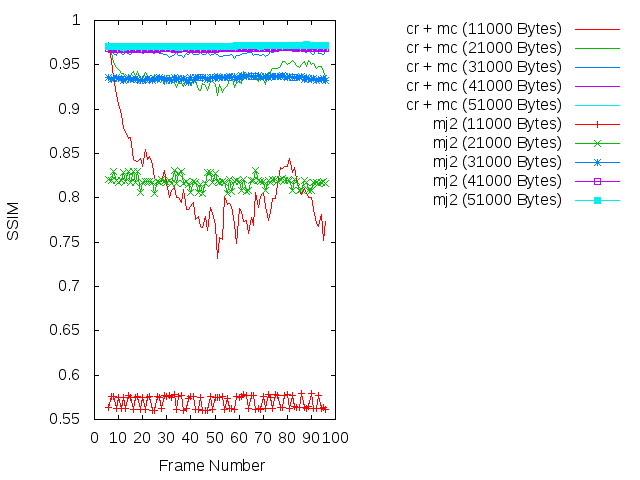 1
0.95
0.9
0.85
0.8
0.75
0.7
0.65
0.6
0.55
SSIM
0 10 20 30 40 50 60 70 80 90 100
Frame Number
cr + mc (11000 Bytes)
cr + mc (21000 Bytes)
cr + mc (31000 Bytes)
cr + mc (41000 Bytes)
cr + mc (51000 Bytes)
mj2 (11000 Bytes)
mj2 (21000 Bytes)
mj2 (31000 Bytes)
mj2 (41000 Bytes)
mj2 (51000 Bytes)